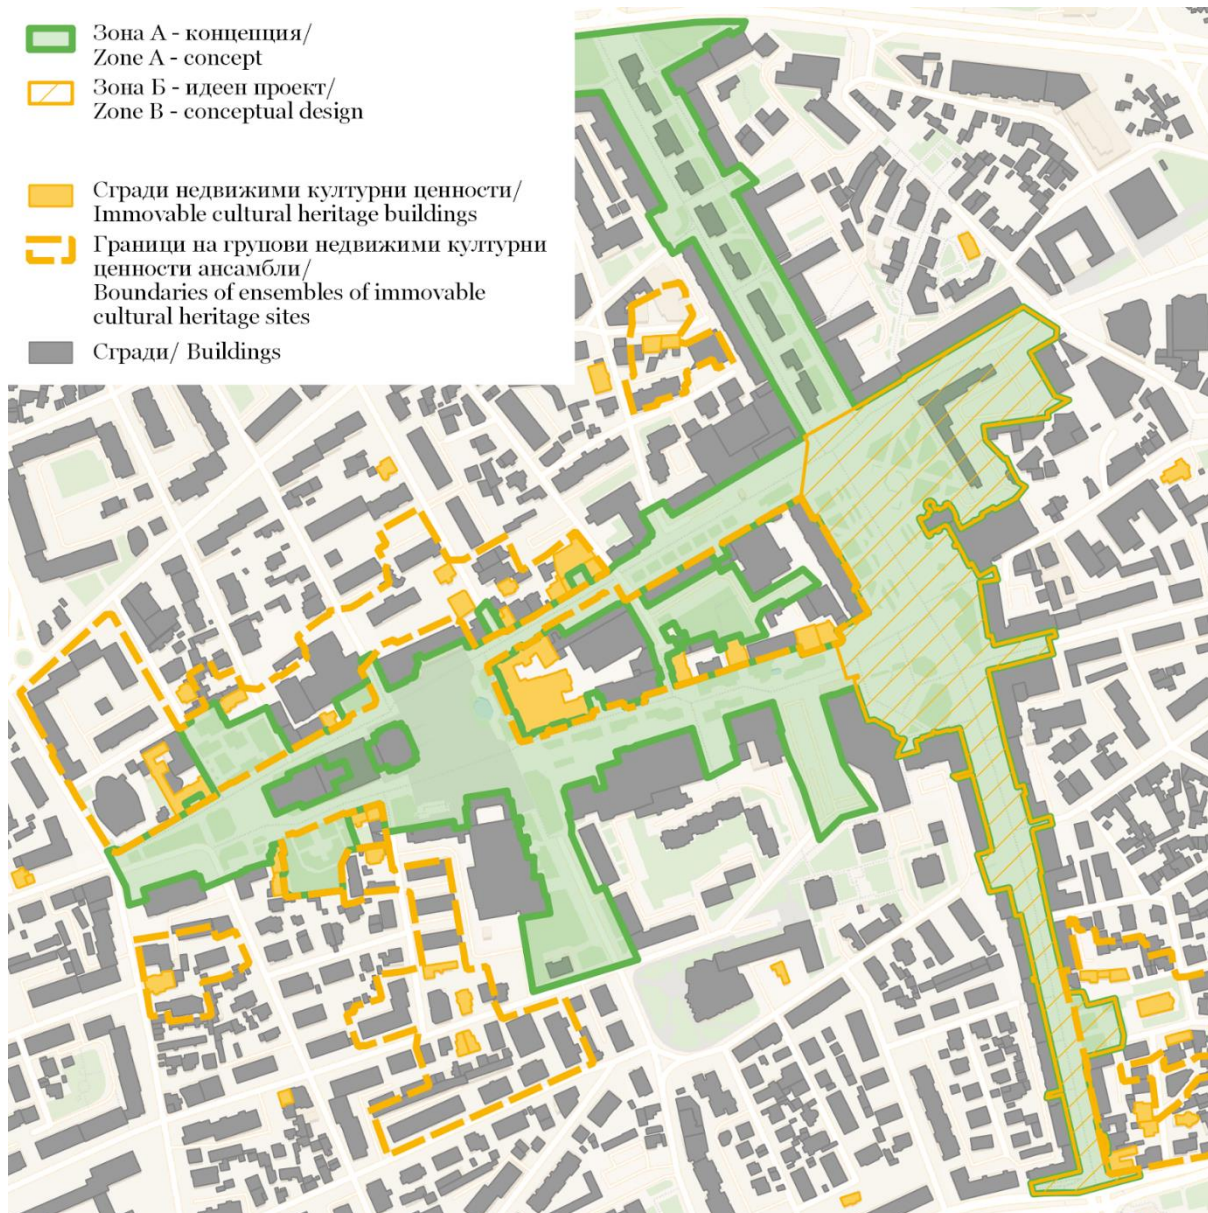 Зона А - концепция/
Zone A - concept
Зона Б - идеен проект/
Zone B - conceptual design
Сгради недвижими културни ценности/
Immovable cultural heritage buildings
Граници на групови недвижими културни
ценности ансамбли/
Boundaries of ensembles of immovable
cultural heritage sites
Сгради/ Buildings